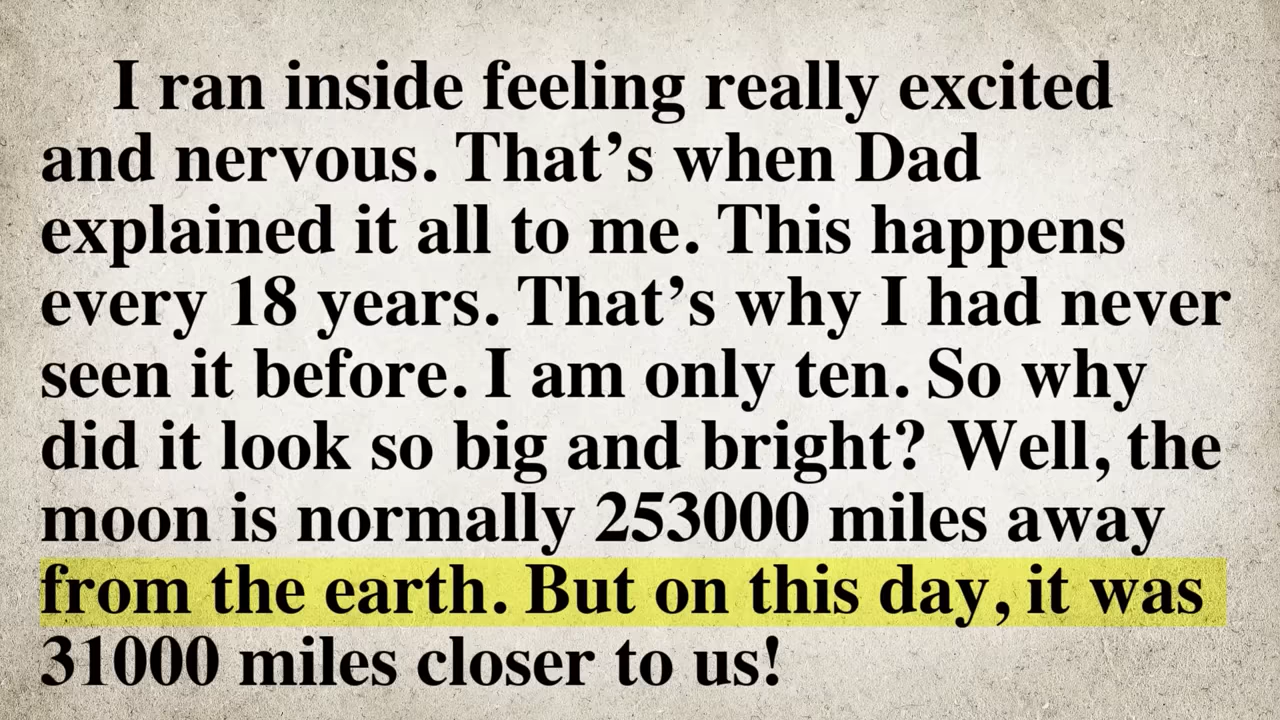 I ran inside feeling really excited
and nervous. That’s when Dad
explained it all to me. This happens
every 18 years. That’s why I had never
seen it before. I am only ten. So why
did it look so big and bright? Well, the
moon is normally 253000 miles away
from the earth. But on this day, it was
31000 miles closer to us!